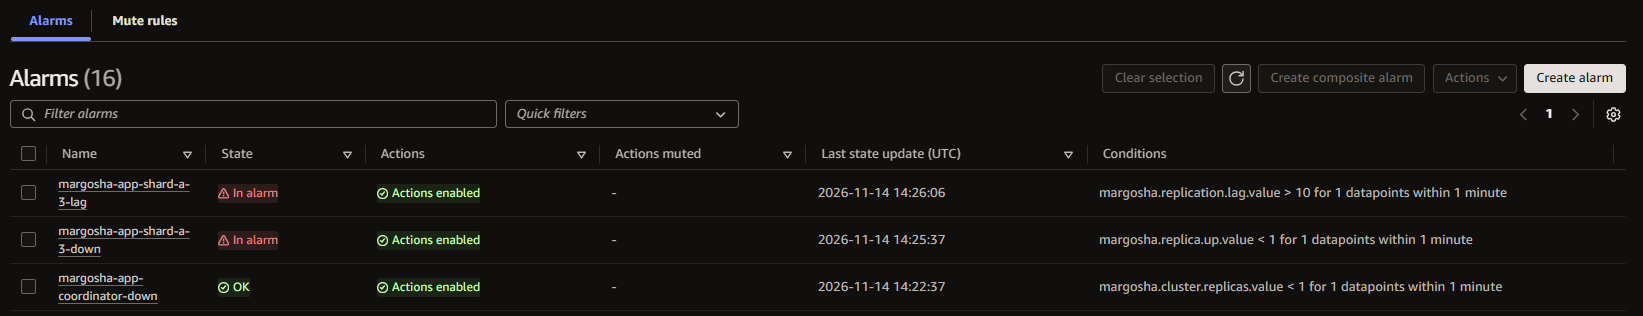 Alarms Mute rules
Alarms (16)
Clear selection Create composite alarm Actions Create alarm
Filter alarms Quick filters 1
Name State Actions Actions muted Last state update (UTC) Conditions
margosha-app-shard-a-
3-lag
In alarm Actions enabled - 2026-11-14 14:26:06 margosha.replication.lag.value > 10 for 1 datapoints within 1 minute
margosha-app-shard-a-
3-down
In alarm Actions enabled - 2026-11-14 14:25:37 margosha.replica.up.value < 1 for 1 datapoints within 1 minute
margosha-app-
coordinator-down
OK Actions enabled - 2026-11-14 14:22:37 margosha.cluster.replicas.value < 1 for 1 datapoints within 1 minute